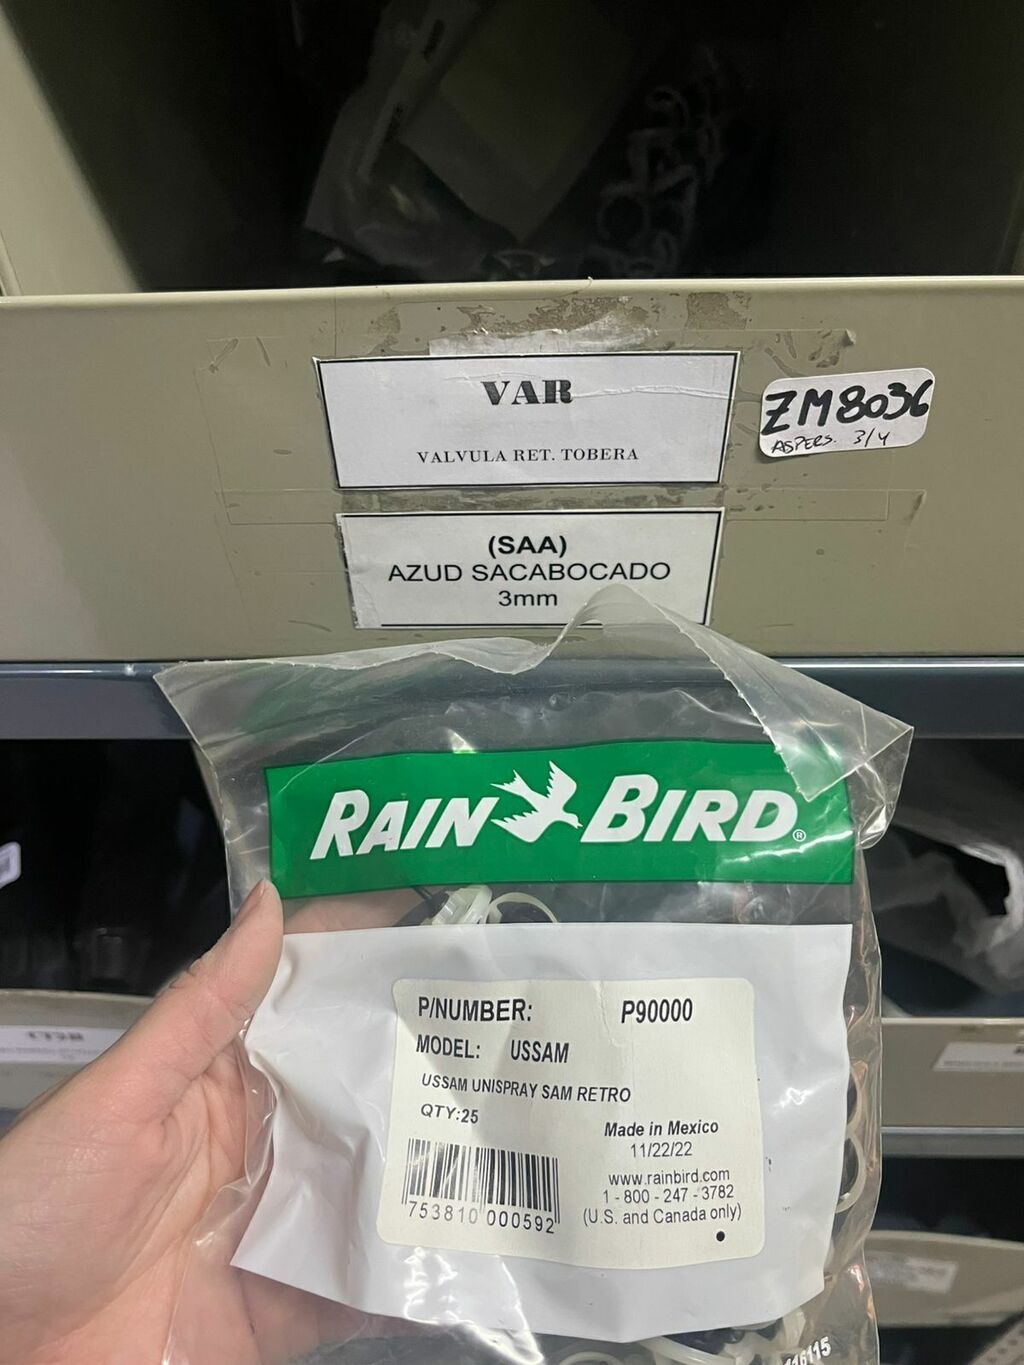 VAR
VALVULA RET. TOBERA
ZM8036
ASPERS. 3/4
(SAA)
AZUD SACABOCADO
3mm
RAIN BIRD®
P/NUMBER: P90000
MODEL: USSAM
USSAM UNISPRAY SAM RETRO
QTY:25
Made in Mexico
11/22/22
www.rainbird.com
1 - 800 - 247 - 3782
(U.S. and Canada only)
753810 000592